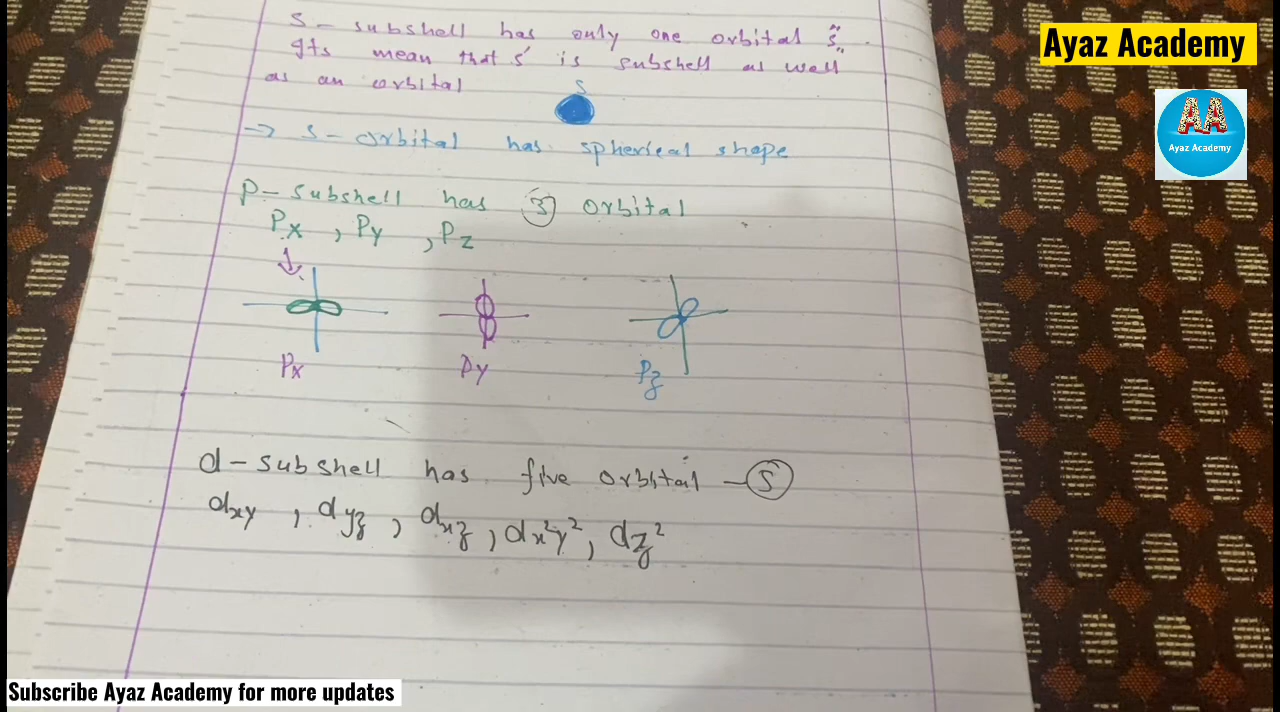 s - subshell has only one orbital "s".
Its mean that s' is subshell as well
as an orbital
s
→ s orbital has spherical shape
P-subshell has 3 orbital
Px , Py , Pz
Px Py Pz
d-subshell has five orbital - 5
dxy , dyz , dxz , dx²y² , dz²
Ayaz Academy
AA
Ayaz Academy
Subscribe Ayaz Academy for more updates